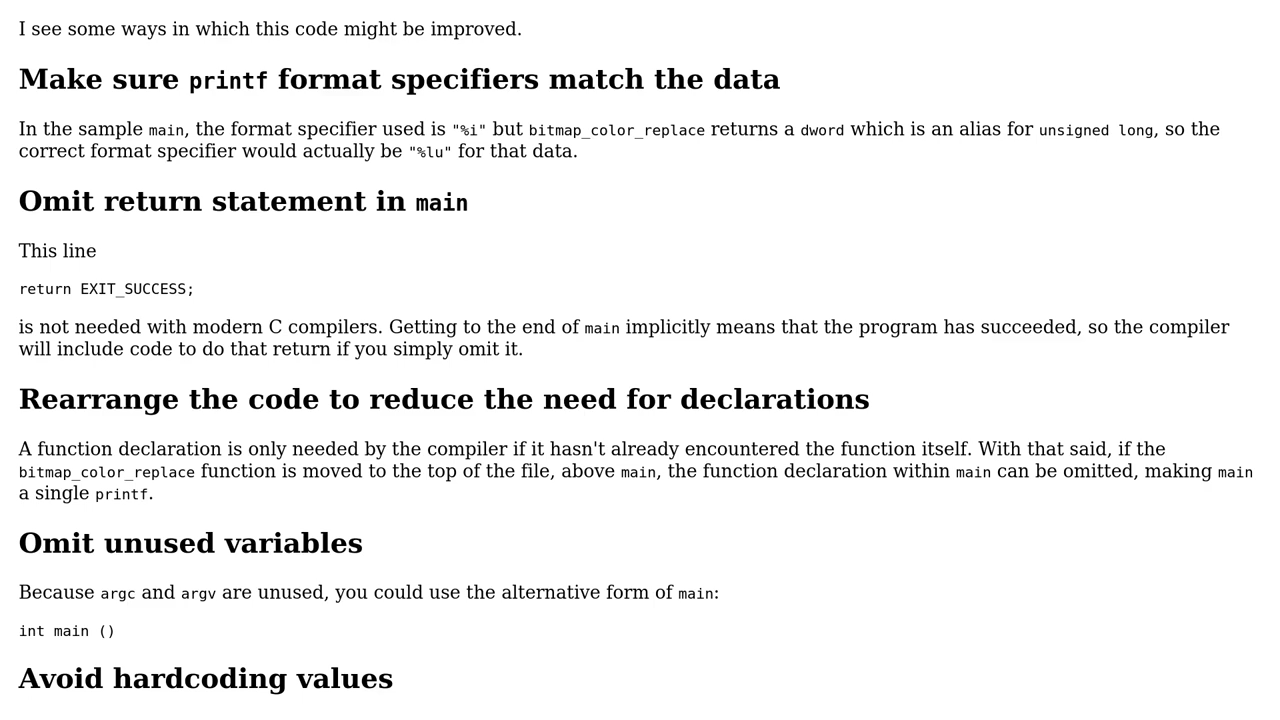 I see some ways in which this code might be improved.
Make sure printf format specifiers match the data
In the sample main, the format specifier used is "%i" but bitmap_color_replace returns a dword which is an alias for unsigned long, so the
correct format specifier would actually be "%lu" for that data.
Omit return statement in main
This line
return EXIT_SUCCESS;
is not needed with modern C compilers. Getting to the end of main implicitly means that the program has succeeded, so the compiler
will include code to do that return if you simply omit it.
Rearrange the code to reduce the need for declarations
A function declaration is only needed by the compiler if it hasn't already encountered the function itself. With that said, if the
bitmap_color_replace function is moved to the top of the file, above main, the function declaration within main can be omitted, making main
a single printf.
Omit unused variables
Because argc and argv are unused, you could use the alternative form of main:
int main ()
Avoid hardcoding values